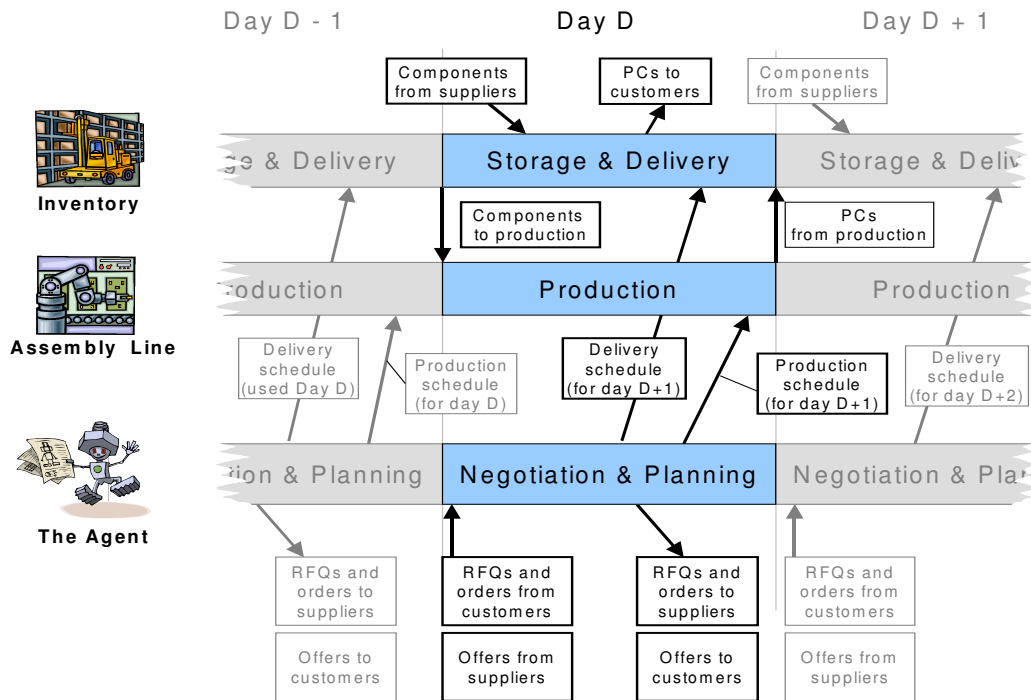 Day D - 1
Day D
Day D + 1
Components
from suppliers
PCs to
customers
Components
from suppliers
ge & Delivery
Storage & Delivery
Storage & Deliv
Inventory
Components
to production
PCs
from production
roduction
Production
Production
Assembly Line
Delivery
schedule
(used Day D)
Production
schedule
(for day D)
Delivery
schedule
(for day D+1)
Production
schedule
(for day D+1)
Delivery
schedule
(for day D+2)
tion & Planning
Negotiation & Planning
Negotiation & Plan
The Agent
RFQs and
orders to
suppliers
RFQs and
orders from
customers
RFQs and
orders to
suppliers
RFQs and
orders from
customers
Offers to
customers
Offers from
suppliers
Offers to
customers
Offers from
suppliers